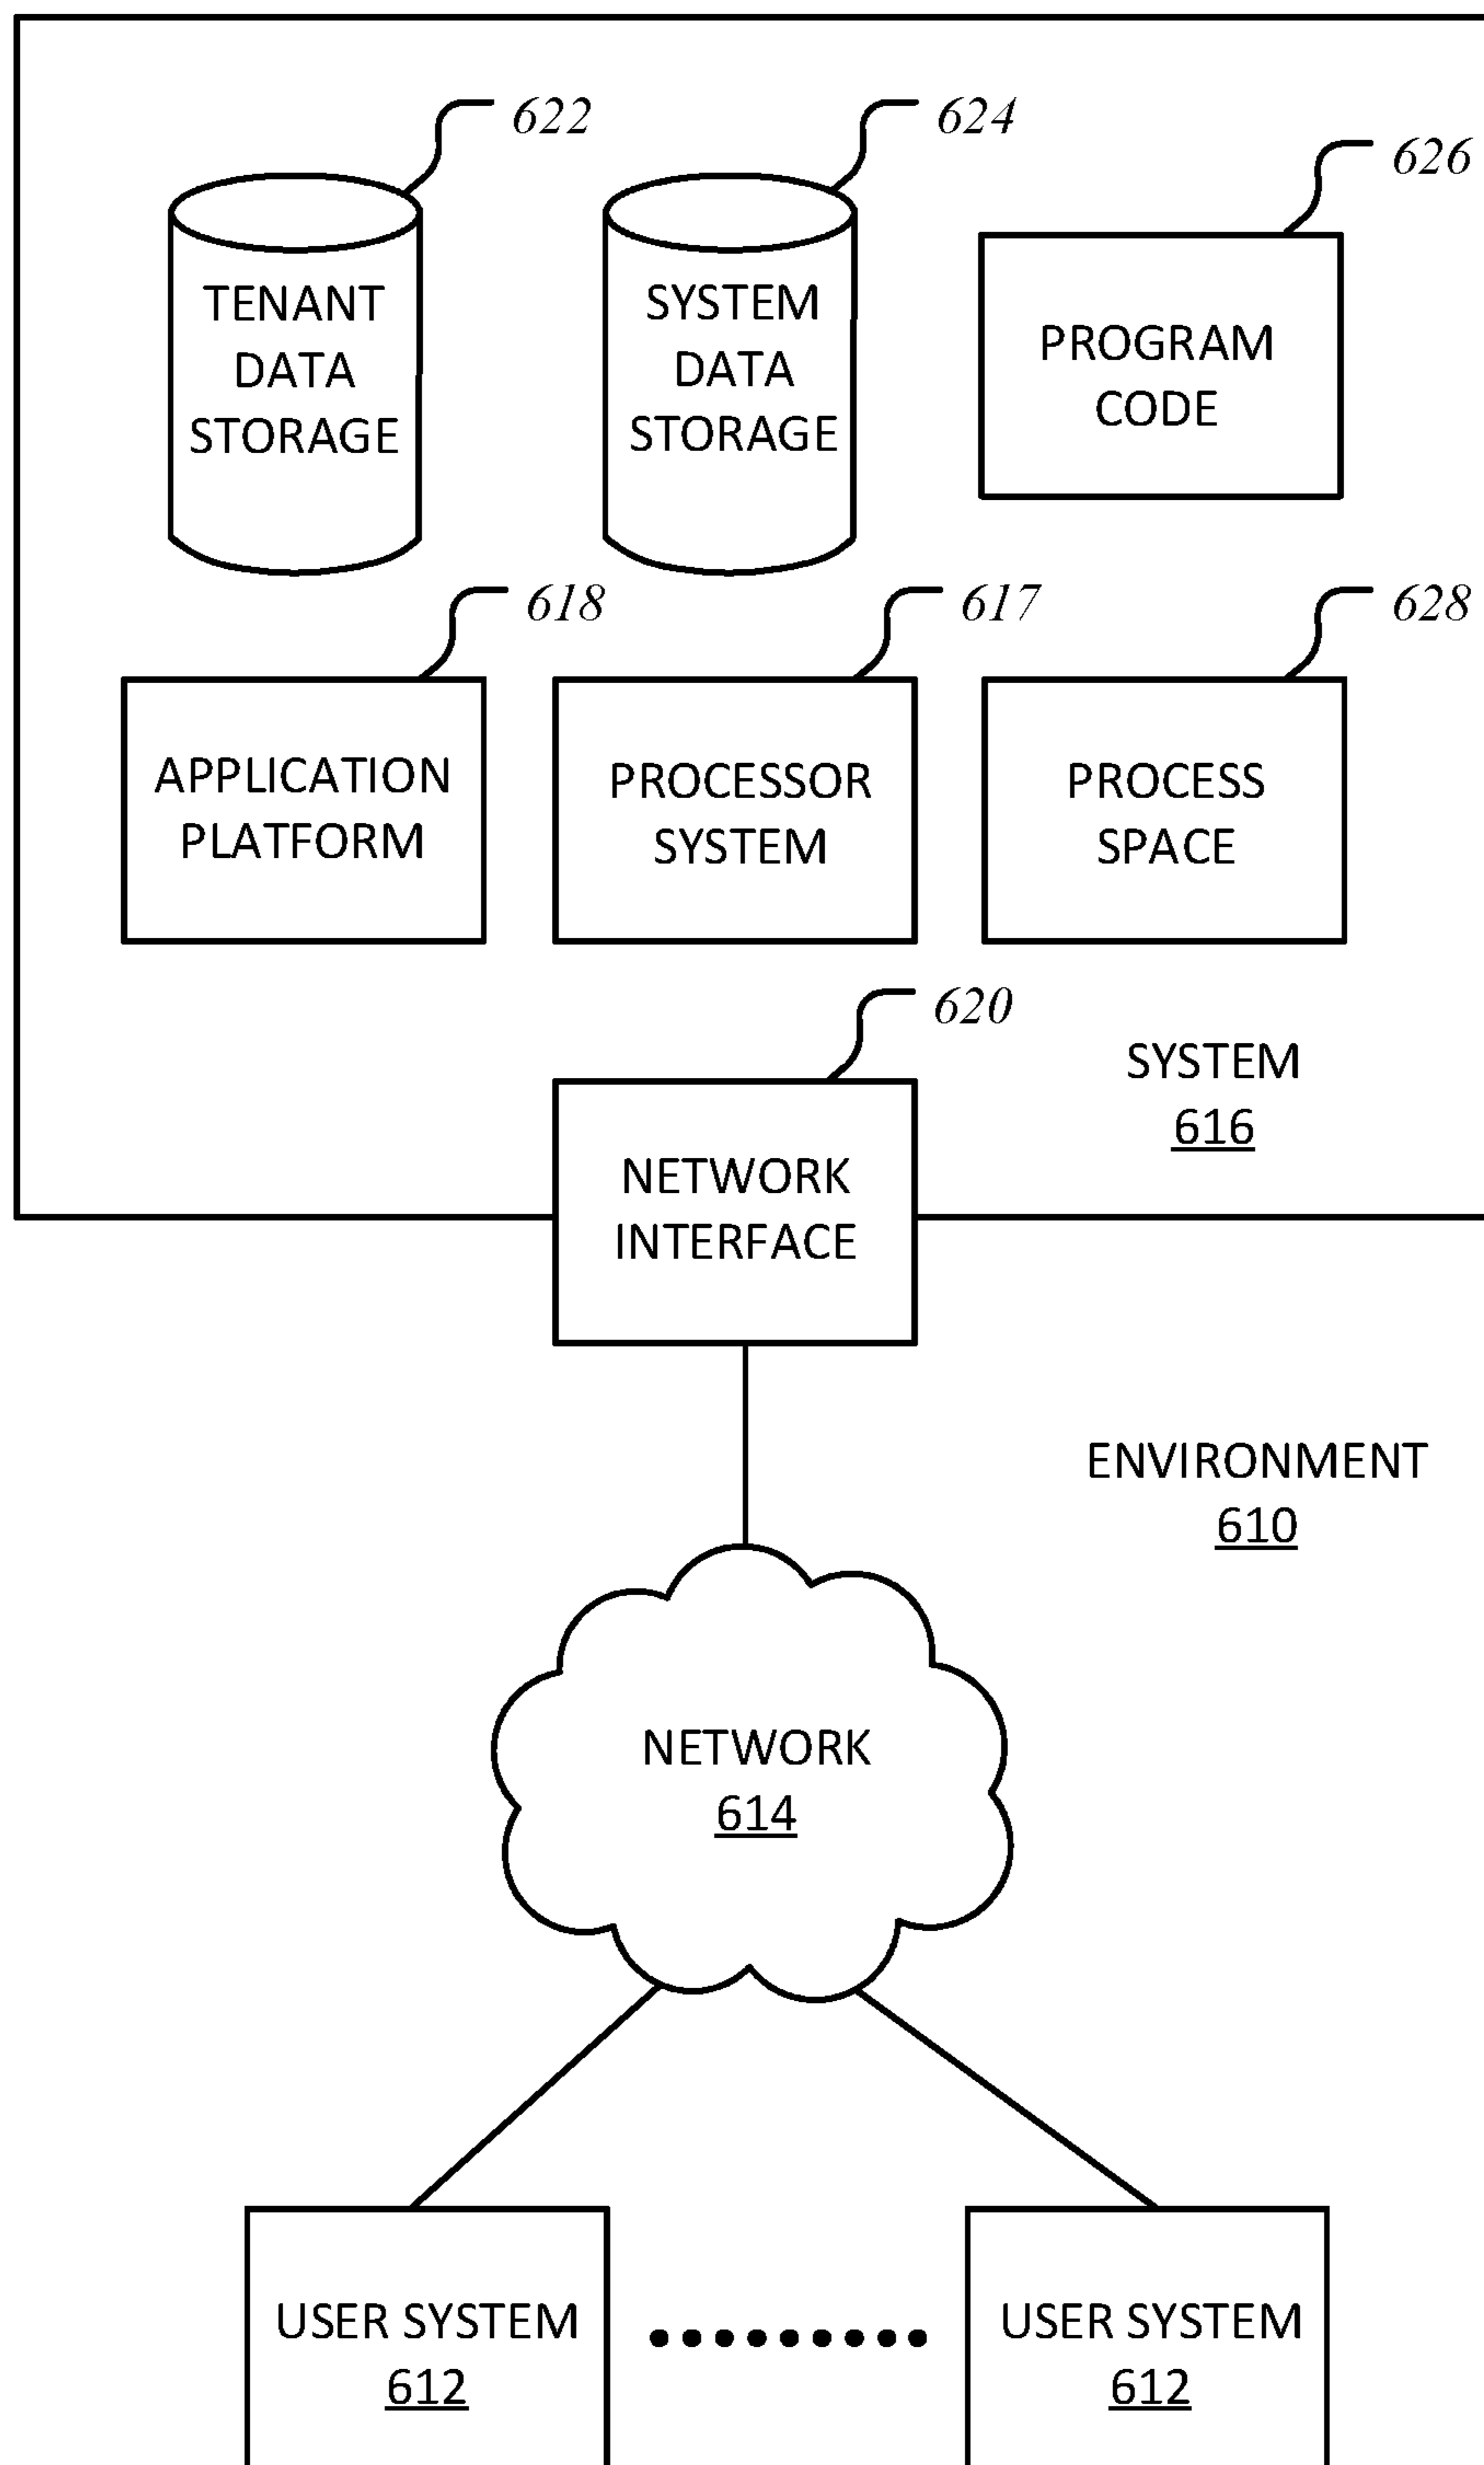 622
624
626
TENANT
DATA
STORAGE
SYSTEM
DATA
STORAGE
PROGRAM
CODE
618
617
628
APPLICATION
PLATFORM
PROCESSOR
SYSTEM
PROCESS
SPACE
620
SYSTEM
616
NETWORK
INTERFACE
ENVIRONMENT
610
NETWORK
614
USER SYSTEM
612
USER SYSTEM
612